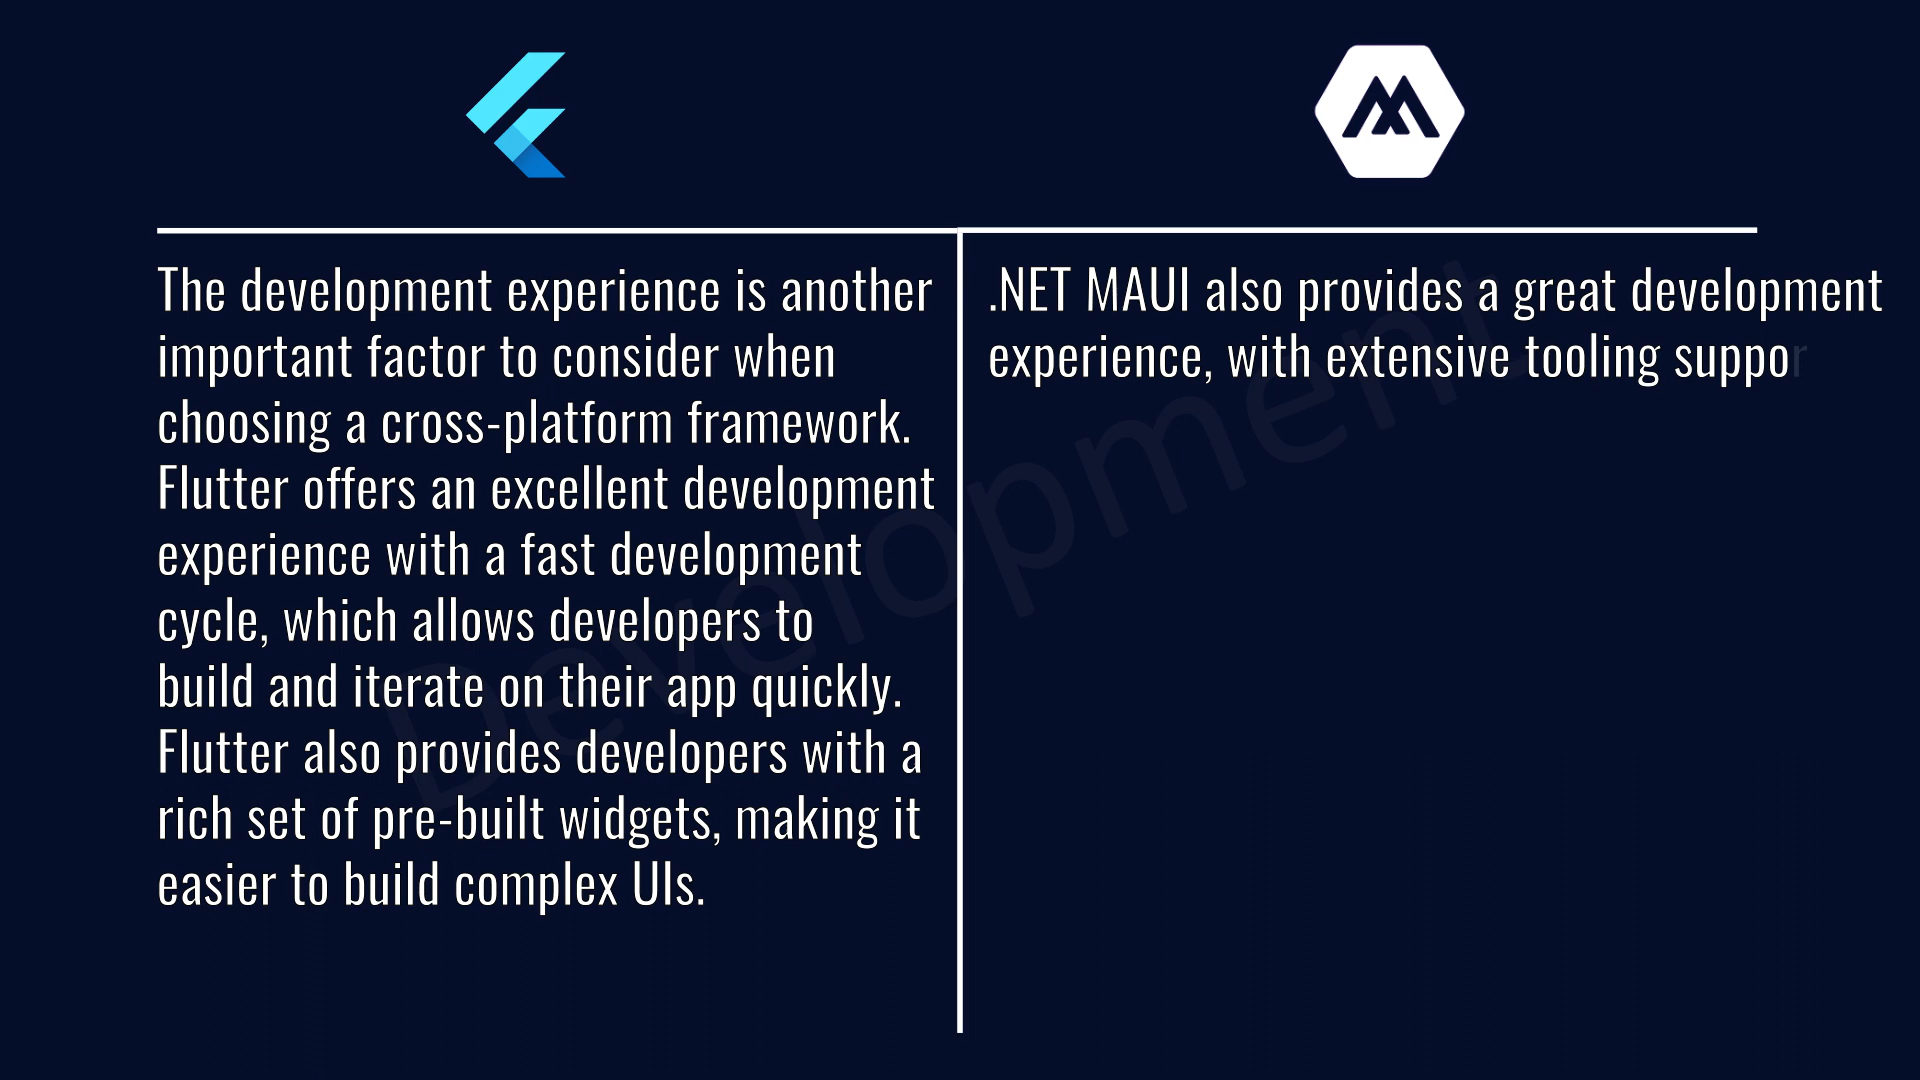 The development experience is another
important factor to consider when
choosing a cross-platform framework.
Flutter offers an excellent development
experience with a fast development
cycle, which allows developers to
build and iterate on their app quickly.
Flutter also provides developers with a
rich set of pre-built widgets, making it
easier to build complex UIs.
.NET MAUI also provides a great development
experience, with extensive tooling suppor
Development